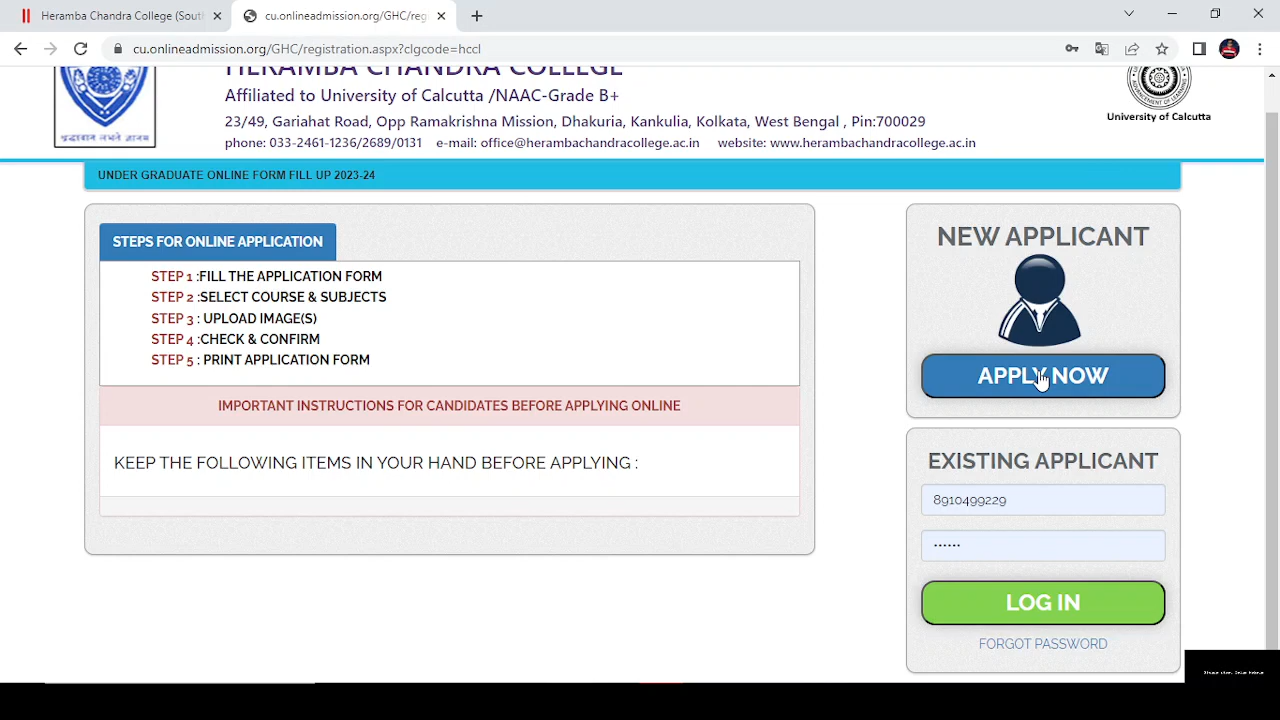 Heramba Chandra College (South
cu.onlineadmission.org/GHC/reg
cu.onlineadmission.org/GHC/registration.aspx?clgcode=hccl
HERAMBA CHANDRA COLLEGE
Affiliated to University of Calcutta /NAAC-Grade B+
23/49, Gariahat Road, Opp Ramakrishna Mission, Dhakuria, Kankulia, Kolkata, West Bengal , Pin:700029
phone: 033-2461-1236/2689/0131 e-mail: office@herambachandracollege.ac.in website: www.herambachandracollege.ac.in
श्रद्धावान लभते ज्ञानम
University of Calcutta
UNDER GRADUATE ONLINE FORM FILL UP 2023-24
STEPS FOR ONLINE APPLICATION
STEP 1 :FILL THE APPLICATION FORM
STEP 2 :SELECT COURSE & SUBJECTS
STEP 3 : UPLOAD IMAGE(S)
STEP 4 :CHECK & CONFIRM
STEP 5 : PRINT APPLICATION FORM
IMPORTANT INSTRUCTIONS FOR CANDIDATES BEFORE APPLYING ONLINE
KEEP THE FOLLOWING ITEMS IN YOUR HAND BEFORE APPLYING :
NEW APPLICANT
APPLY NOW
EXISTING APPLICANT
8910499229
••••••
LOG IN
FORGOT PASSWORD